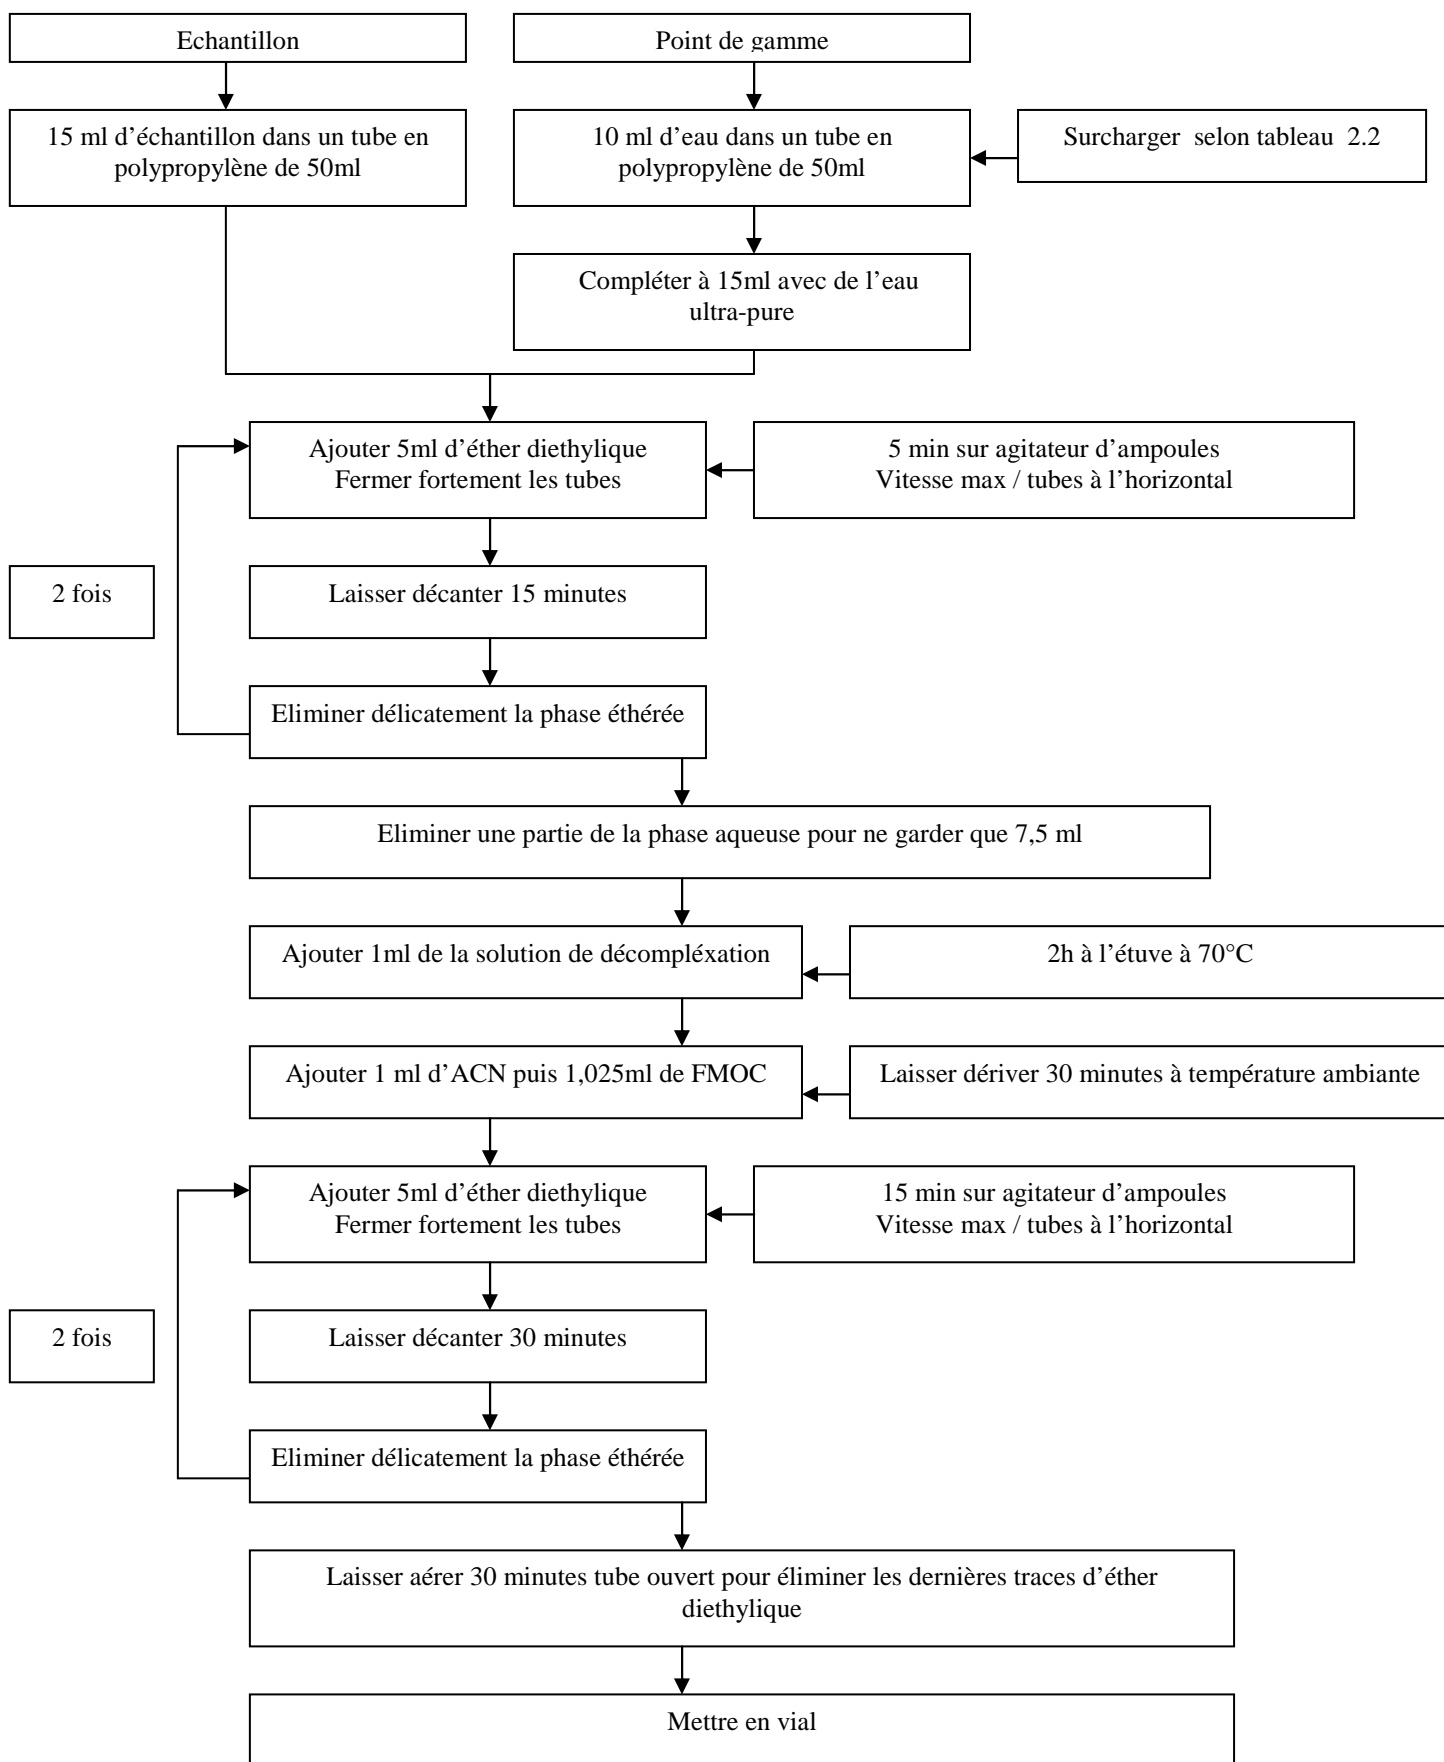 Echantillon
Point de gamme
15 ml d’échantillon dans un tube en
polypropylène de 50ml
10 ml d’eau dans un tube en
polypropylène de 50ml
Surcharger selon tableau 2.2
Compléter à 15ml avec de l’eau
ultra-pure
Ajouter 5ml d’éther diethylique
Fermer fortement les tubes
5 min sur agitateur d’ampoules
Vitesse max / tubes à l’horizontal
2 fois
Laisser décanter 15 minutes
Eliminer délicatement la phase éthérée
Eliminer une partie de la phase aqueuse pour ne garder que 7,5 ml
Ajouter 1ml de la solution de décompléxation
2h à l’étuve à 70°C
Ajouter 1 ml d’ACN puis 1,025ml de FMOC
Laisser dériver 30 minutes à température ambiante
Ajouter 5ml d’éther diethylique
Fermer fortement les tubes
15 min sur agitateur d’ampoules
Vitesse max / tubes à l’horizontal
2 fois
Laisser décanter 30 minutes
Eliminer délicatement la phase éthérée
Laisser aérer 30 minutes tube ouvert pour éliminer les dernières traces d’éther
diethylique
Mettre en vial